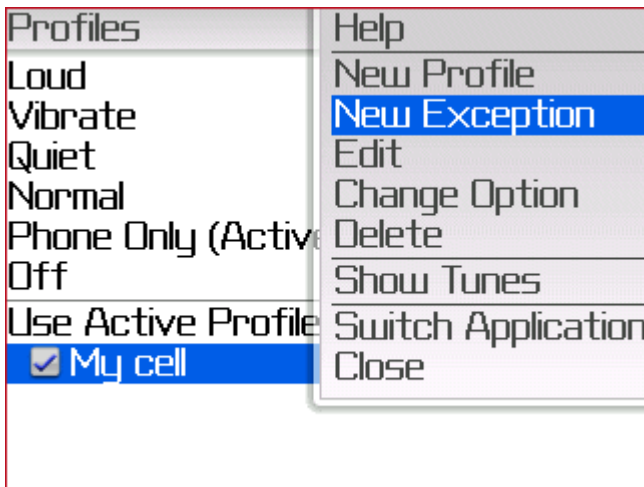 Profiles
Loud
Vibrate
Quiet
Normal
Phone Only (Activ
Off
Use Active Profile
My cell
Help
New Profile
New Exception
Edit
Change Option
Delete
Show Tunes
Switch Application
Close